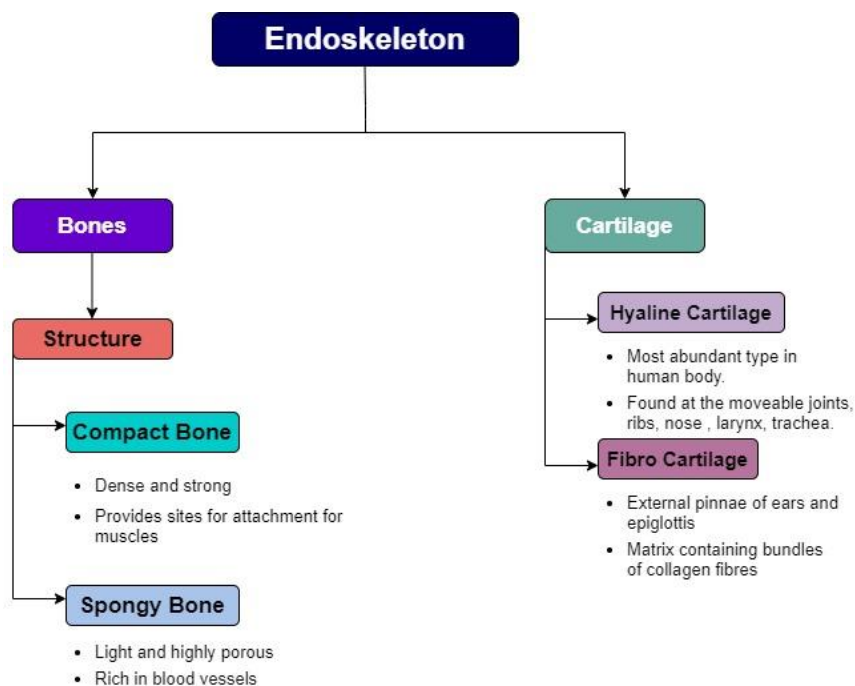 Endoskeleton
Bones
Cartilage
Structure
Hyaline Cartilage
• Most abundant type in
human body.
• Found at the moveable joints,
ribs, nose , larynx, trachea.
Compact Bone
• Dense and strong
• Provides sites for attachment for
muscles
Fibro Cartilage
• External pinnae of ears and
epiglottis
• Matrix containing bundles
of collagen fibres
Spongy Bone
• Light and highly porous
• Rich in blood vessels